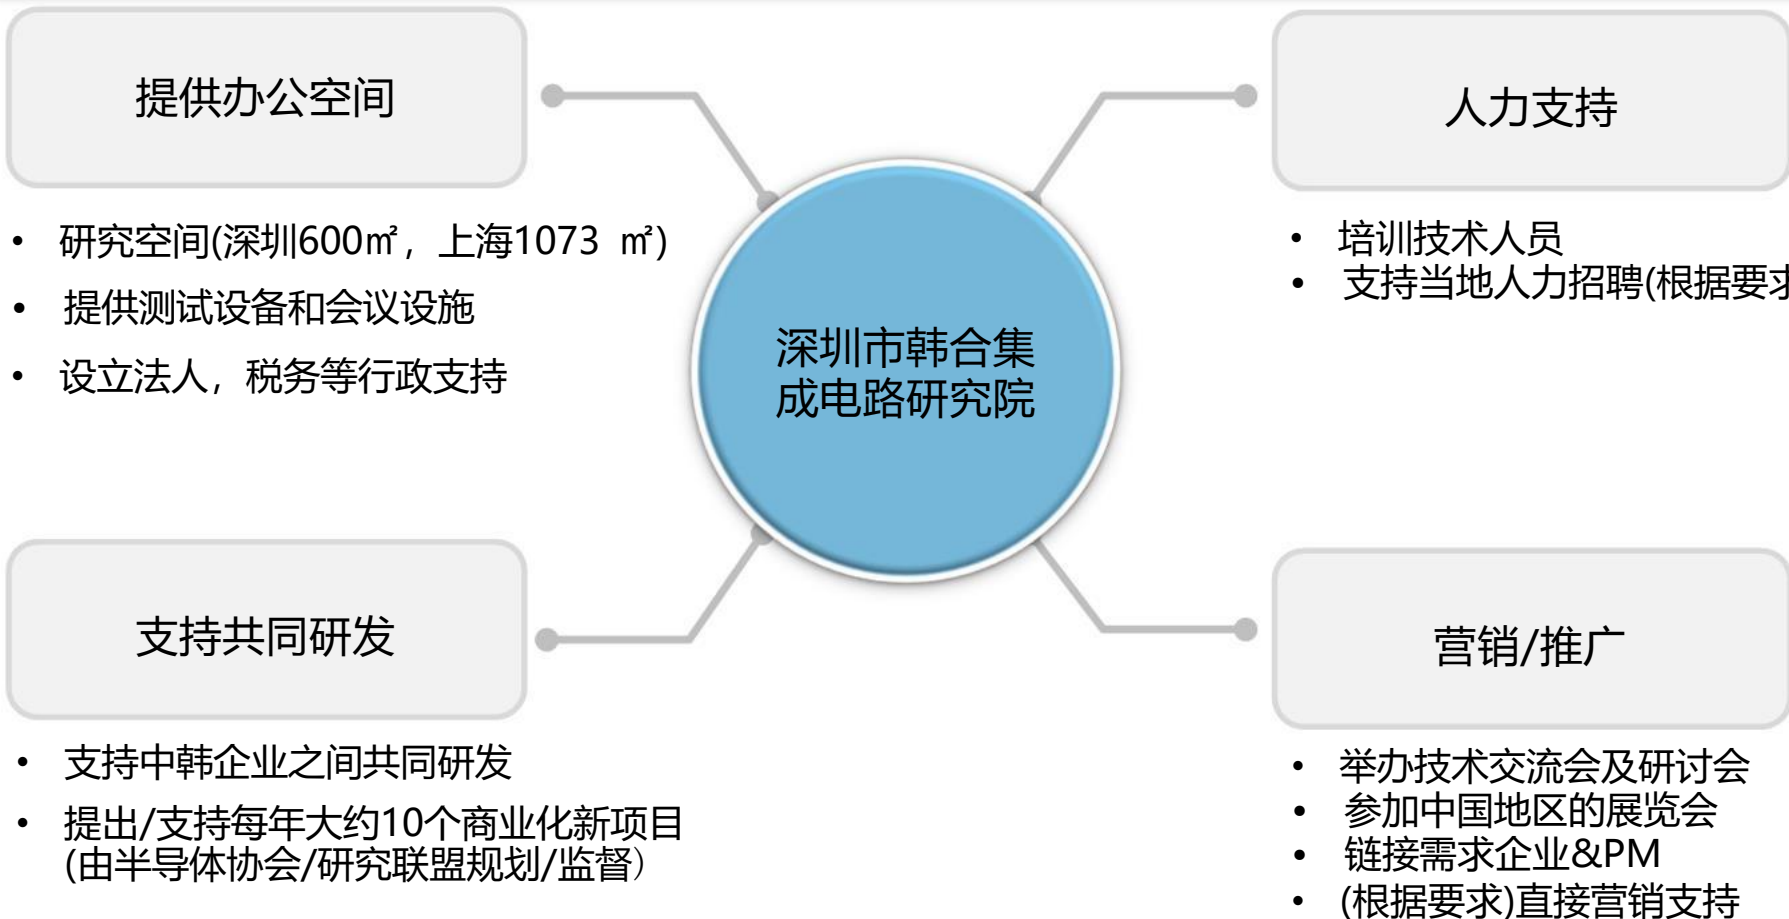 提供办公空间
• 研究空间(深圳600㎡，上海1073 ㎡)
• 提供测试设备和会议设施
• 设立法人，税务等行政支持
人力支持
• 培训技术人员
• 支持当地人力招聘(根据要求
深圳市韩合集
成电路研究院
支持共同研发
• 支持中韩企业之间共同研发
• 提出/支持每年大约10个商业化新项目
(由半导体协会/研究联盟规划/监督）
营销/推广
• 举办技术交流会及研讨会
• 参加中国地区的展览会
• 链接需求企业&PM
• (根据要求)直接营销支持